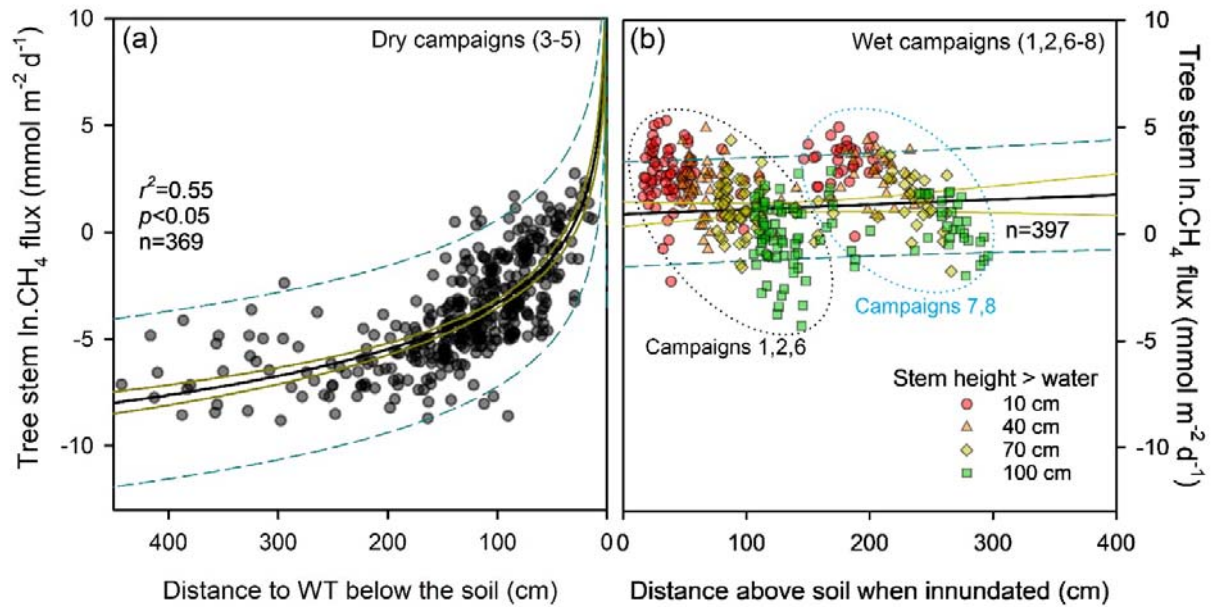 (a)
Dry campaigns (3-5)
Tree stem ln.CH4 flux (mmol m-2 d-1)
10
5
0
-5
-10
r2=0.55
p<0.05
n=369
400
300
200
100
0
Distance to WT below the soil (cm)
(b)
Wet campaigns (1,2,6-8)
n=397
Campaigns 7,8
Campaigns 1,2,6
Stem height > water
10 cm
40 cm
70 cm
100 cm
0
100
200
300
400
Distance above soil when innundated (cm)
10
5
0
-5
-10
Tree stem ln.CH4 flux (mmol m-2 d-1)